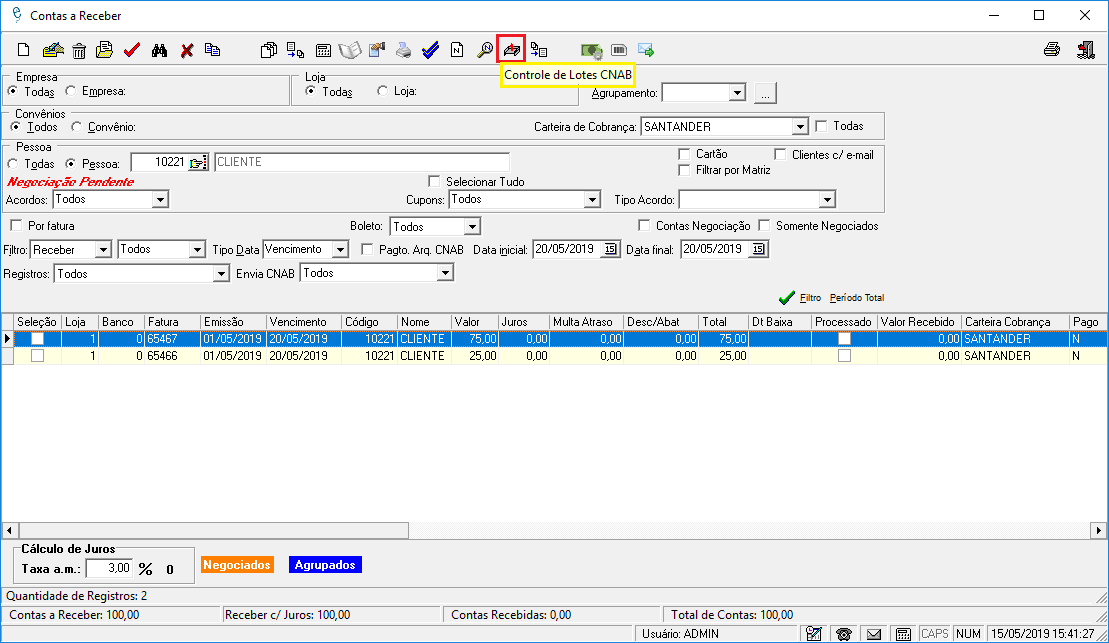 Contas a Receber
Controle de Lotes CNAB
Empresa
Todas Empresa:
Loja
Todas Loja:
Agrupamento: ...
Convênios
Todos Convênio:
Carteira de Cobrança: SANTANDER Todas
Pessoa
Todas Pessoa: 10221 CLIENTE
Cartão Clientes c/ e-mail
Filtrar por Matriz
Negociação Pendente
Selecionar Tudo
Acordos: Todos Cupons: Todos Tipo Acordo:
Por fatura Boleto: Todos Contas Negociação Somente Negociados
Filtro: Receber Todos Tipo Data Vencimento Pagto. Arq. CNAB Data inicial: 20/05/2019 15 Data final: 20/05/2019 15
Registros: Todos Envia CNAB Todos
Filtro Período Total
Seleção Loja Banco Fatura Emissão Vencimento Código Nome Valor Juros Multa Atraso Desc/Abat Total Dt Baixa Processado Valor Recebido Carteira Cobrança Pago
1 0 65467 01/05/2019 20/05/2019 10221 CLIENTE 75,00 0,00 0,00 0,00 75,00 0,00 SANTANDER N
1 0 65466 01/05/2019 20/05/2019 10221 CLIENTE 25,00 0,00 0,00 0,00 25,00 0,00 SANTANDER N
Cálculo de Juros
Taxa a.m.: 3,00 % 0
Negociados Agrupados
Quantidade de Registros: 2
Contas a Receber: 100,00 Receber c/ Juros: 100,00 Contas Recebidas: 0,00 Total de Contas: 100,00
Usuário: ADMIN CAPS NUM 15/05/2019 15:41:27